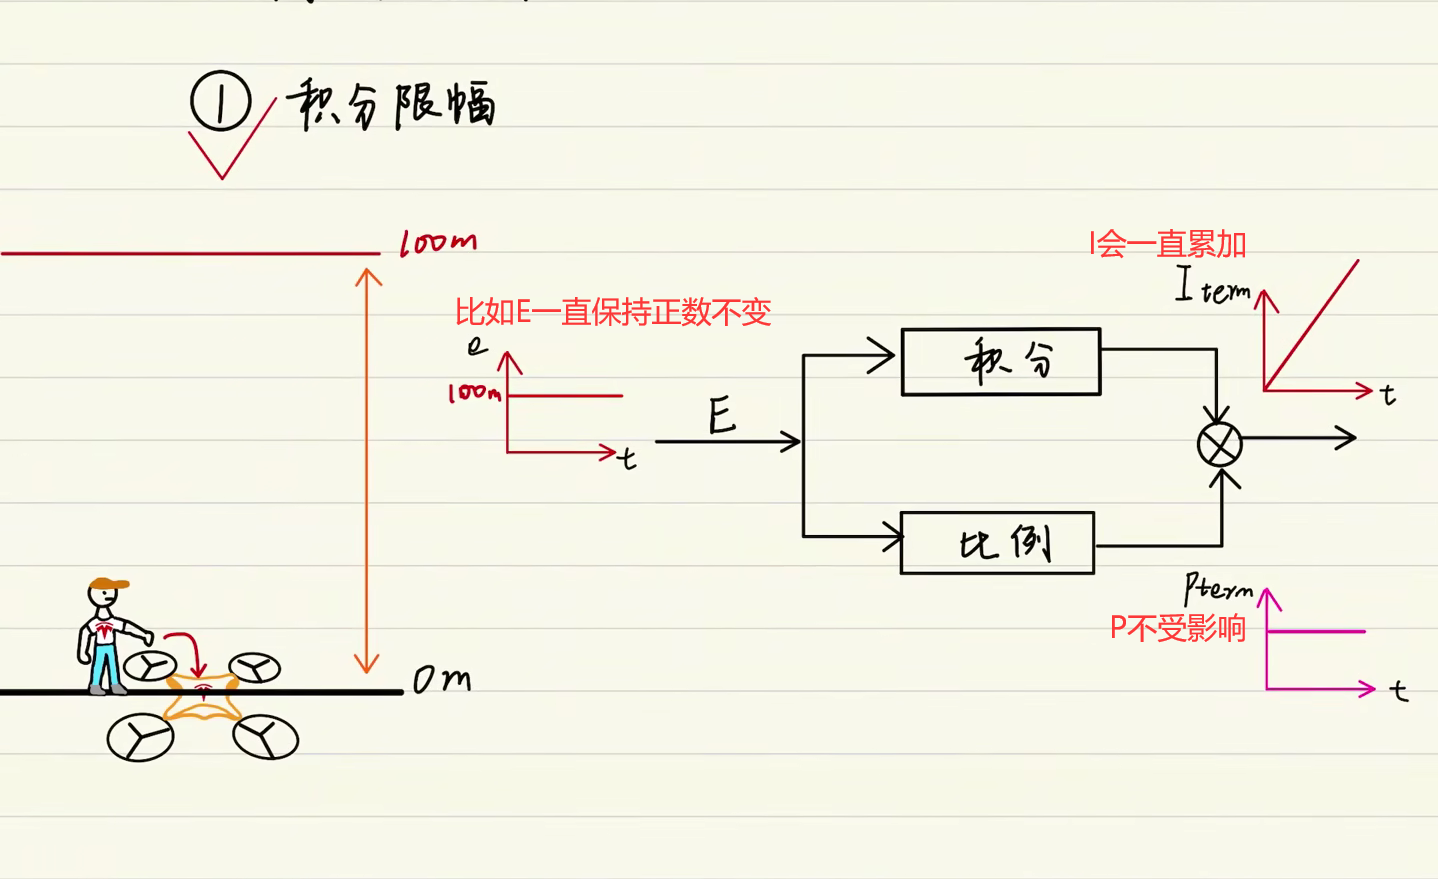 ① 积分限幅
100m
I会一直累加
I term
比如E一直保持正数不变
e
100m
t
E
积分
t
比例
Pterm
P不受影响
0m
t